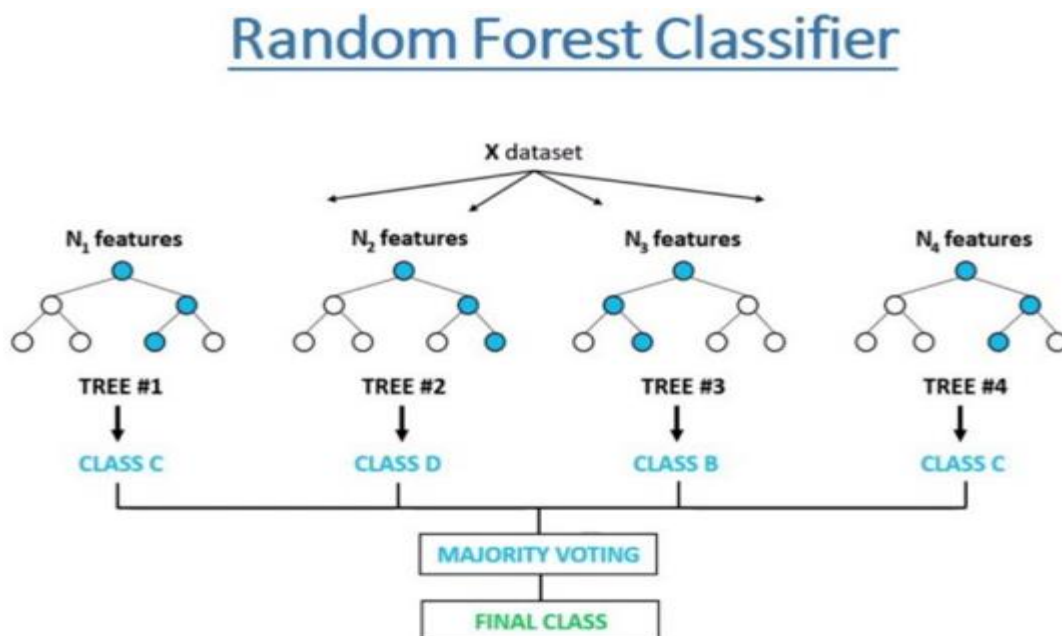 Random Forest Classifier
X dataset
N₁ features N₂ features N₃ features N₄ features
TREE #1 TREE #2 TREE #3 TREE #4
CLASS C CLASS D CLASS B CLASS C
MAJORITY VOTING
FINAL CLASS